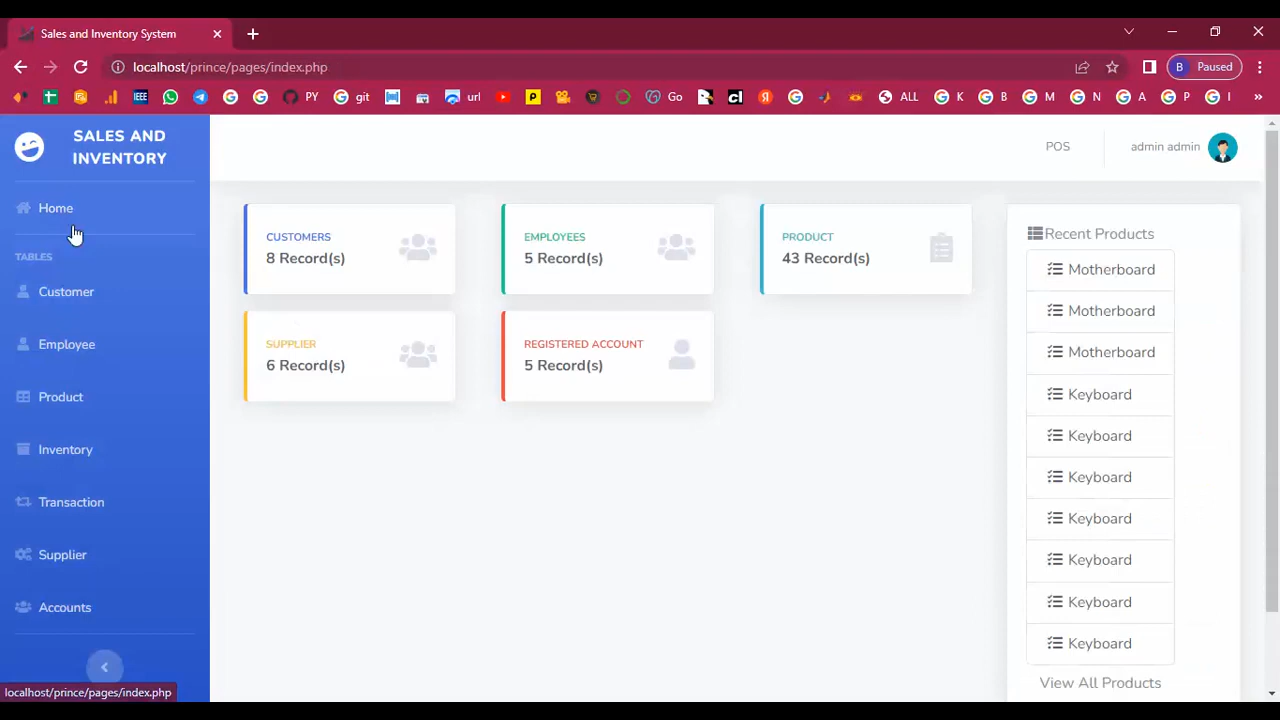 Sales and Inventory System
localhost/prince/pages/index.php
B Paused
IEEE PY git url Go ALL K B M N A P I »
SALES AND
INVENTORY
POS
admin admin
Home
TABLES
Customer
Employee
Product
Inventory
Transaction
Supplier
Accounts
CUSTOMERS
8 Record(s)
EMPLOYEES
5 Record(s)
PRODUCT
43 Record(s)
SUPPLIER
6 Record(s)
REGISTERED ACCOUNT
5 Record(s)
Recent Products
Motherboard
Motherboard
Motherboard
Keyboard
Keyboard
Keyboard
Keyboard
Keyboard
Keyboard
Keyboard
View All Products
localhost/prince/pages/index.php